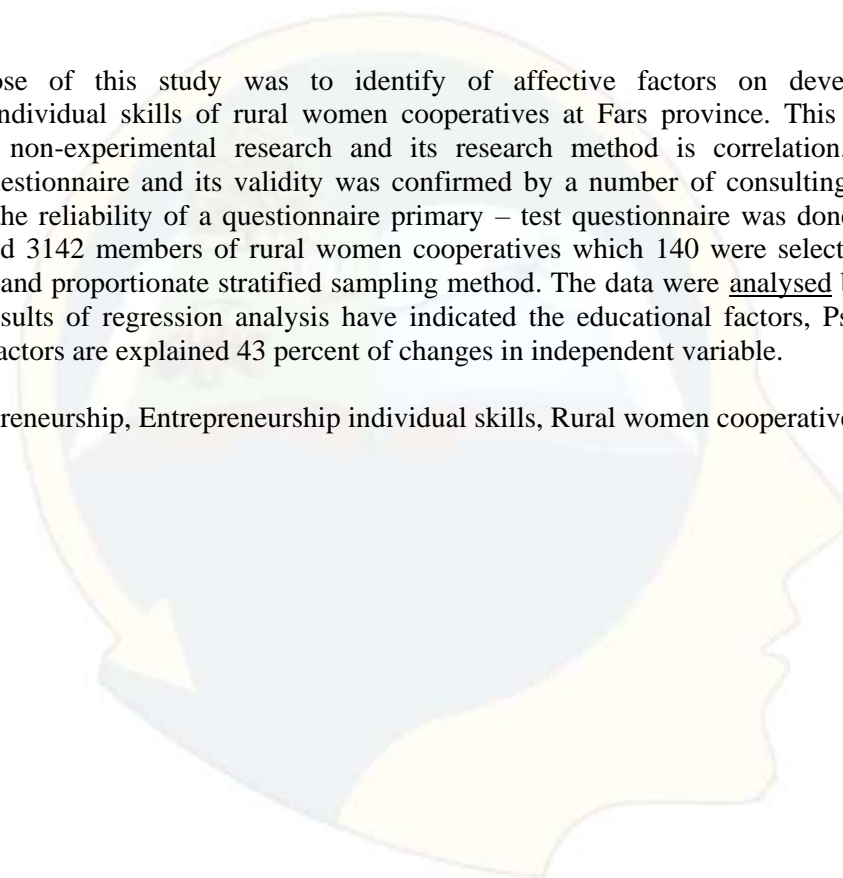 ose of this study was to identify of affective factors on deve
ndividual skills of rural women cooperatives at Fars province. This
non-experimental research and its research method is correlation.
estionnaire and its validity was confirmed by a number of consulting
he reliability of a questionnaire primary – test questionnaire was done
d 3142 members of rural women cooperatives which 140 were select
and proportionate stratified sampling method. The data were analysed b
sults of regression analysis have indicated the educational factors, Ps
actors are explained 43 percent of changes in independent variable.
reneurship, Entrepreneurship individual skills, Rural women cooperative